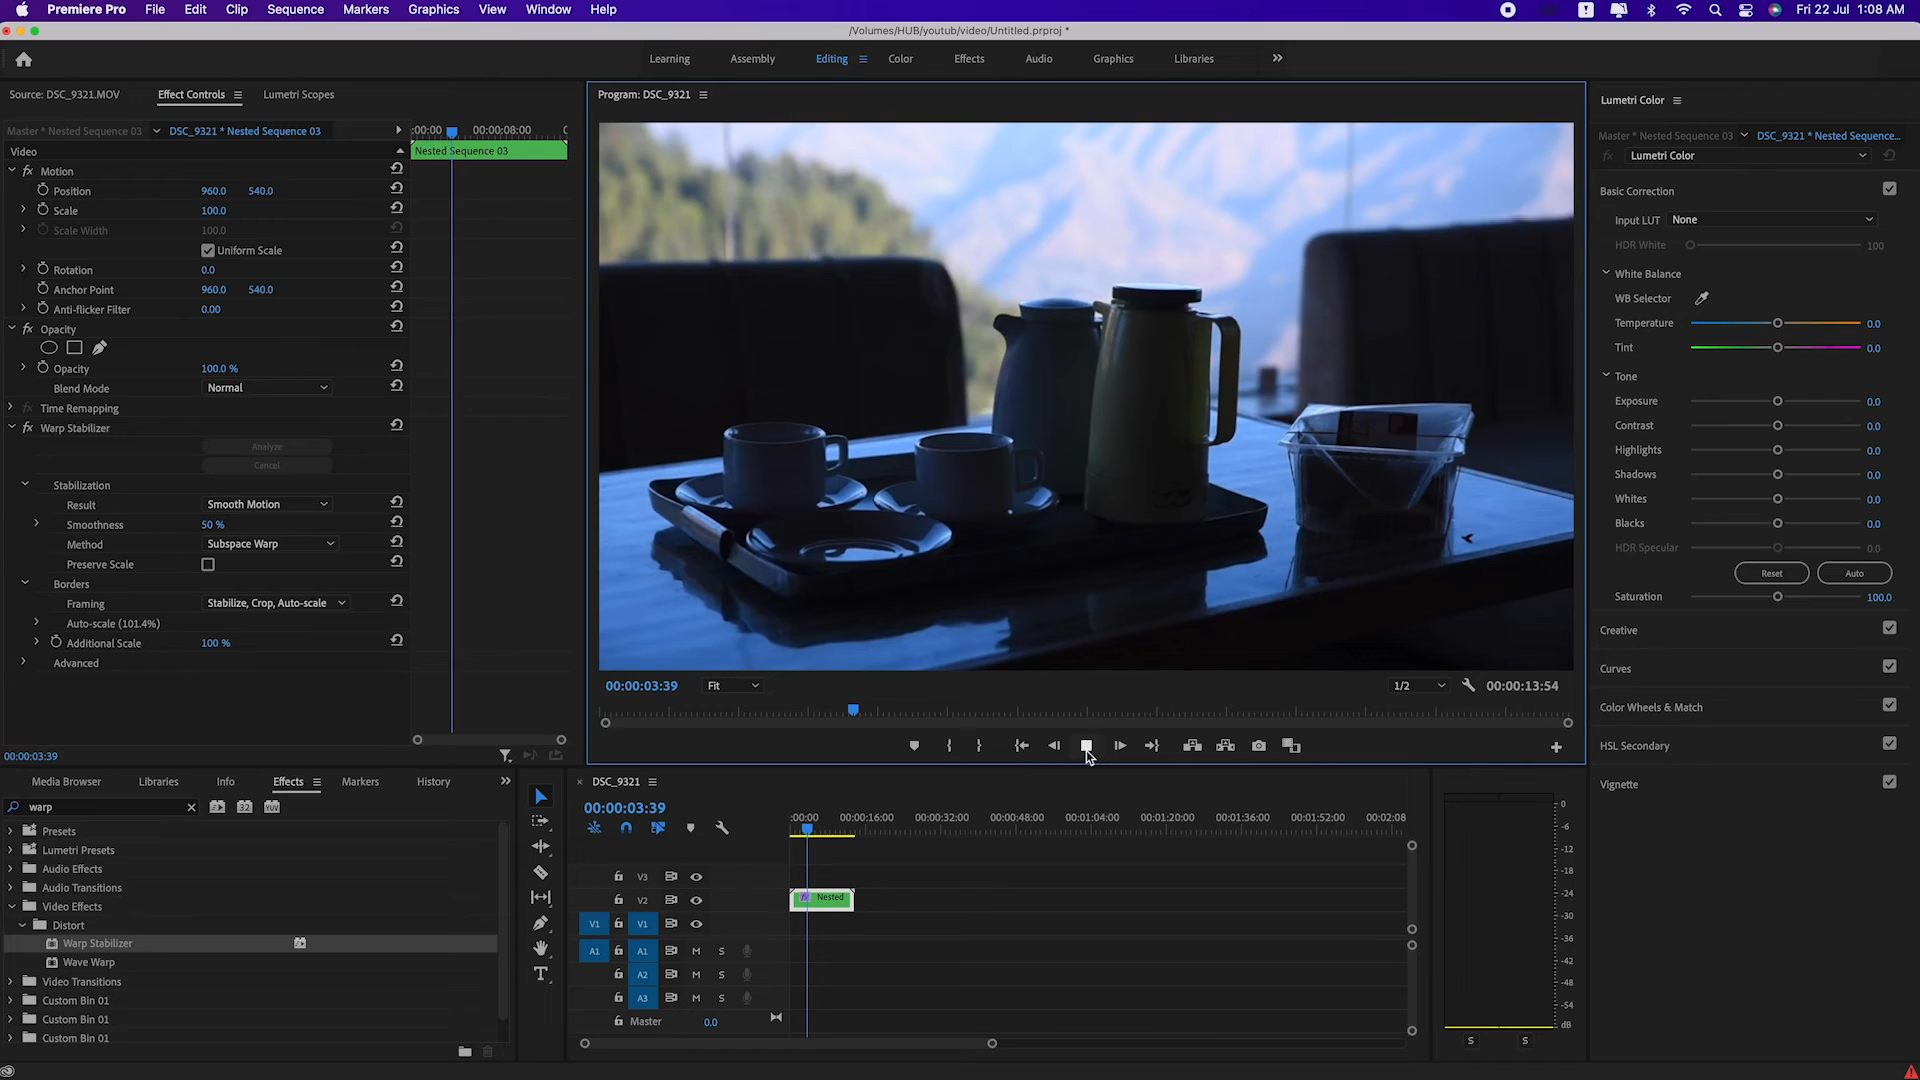 Premiere Pro File Edit Clip Sequence Markers Graphics View Window Help Fri 22 Jul 1:08 AM
/Volumes/HUB/youtub/video/Untitled.prproj *
Learning Assembly Editing Color Effects Audio Graphics Libraries
Source: DSC_9321.MOV Effect Controls Lumetri Scopes
Master * Nested Sequence 03 DSC_9321 * Nested Sequence 03
:00:00 00:00:08:00
Video
Nested Sequence 03
fx Motion
Position 960.0 540.0
Scale 100.0
Scale Width 100.0
Uniform Scale
Rotation 0.0
Anchor Point 960.0 540.0
Anti-flicker Filter 0.00
fx Opacity
Opacity 100.0 %
Blend Mode Normal
fx Time Remapping
fx Warp Stabilizer
Analyze
Cancel
Stabilization
Result Smooth Motion
Smoothness 50 %
Method Subspace Warp
Preserve Scale
Borders
Framing Stabilize, Crop, Auto-scale
Auto-scale (101.4%)
Additional Scale 100 %
Advanced
00:00:03:39
Program: DSC_9321
00:00:03:39 Fit 1/2 00:00:13:54
Lumetri Color
Master * Nested Sequence 03 DSC_9321 * Nested Sequence...
fx Lumetri Color
Basic Correction
Input LUT None
HDR White 100
White Balance
WB Selector
Temperature 0.0
Tint 0.0
Tone
Exposure 0.0
Contrast 0.0
Highlights 0.0
Shadows 0.0
Whites 0.0
Blacks 0.0
HDR Specular 0.0
Reset Auto
Saturation 100.0
Creative
Curves
Color Wheels & Match
HSL Secondary
Vignette
Media Browser Libraries Info Effects Markers History
warp
32 YUV
Presets
Lumetri Presets
Audio Effects
Audio Transitions
Video Effects
Distort
Warp Stabilizer
Wave Warp
Video Transitions
Custom Bin 01
Custom Bin 01
Custom Bin 01
× DSC_9321
00:00:03:39
:00:00 00:00:16:00 00:00:32:00 00:00:48:00 00:01:04:00 00:01:20:00 00:01:36:00 00:01:52:00 00:02:08
V3
V2
fx Nested
V1 V1
A1 A1 M S
A2 M S
A3 M S
Master 0.0
0
-6
-12
-18
-24
-30
-36
-42
-48
-54
dB
S S